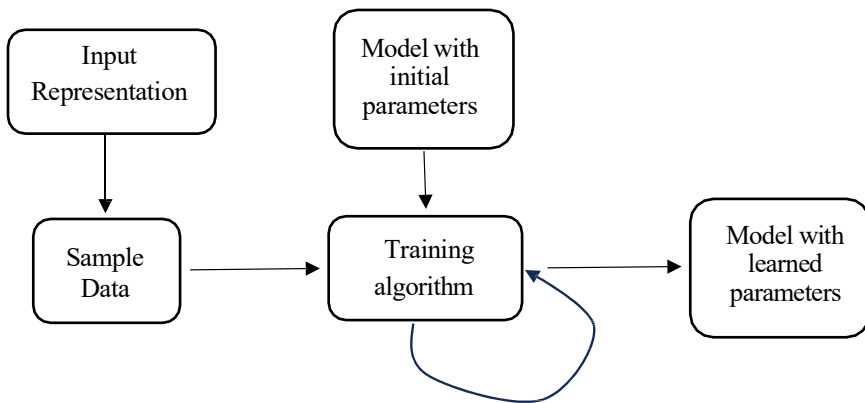 Input
Representation
Model with
initial
parameters
Sample
Data
Training
algorithm
Model with
learned
parameters